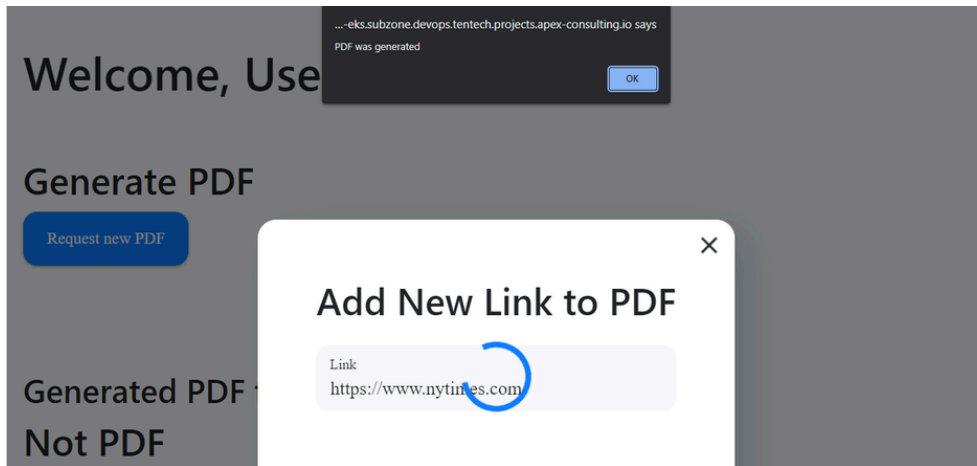 ...-eks.subzone.devops.tentech.projects.apex-consulting.io says
PDF was generated
OK
Welcome, Use
Generate PDF
Request new PDF
Add New Link to PDF
Link
https://www.nytimes.com
Generated PDF
Not PDF